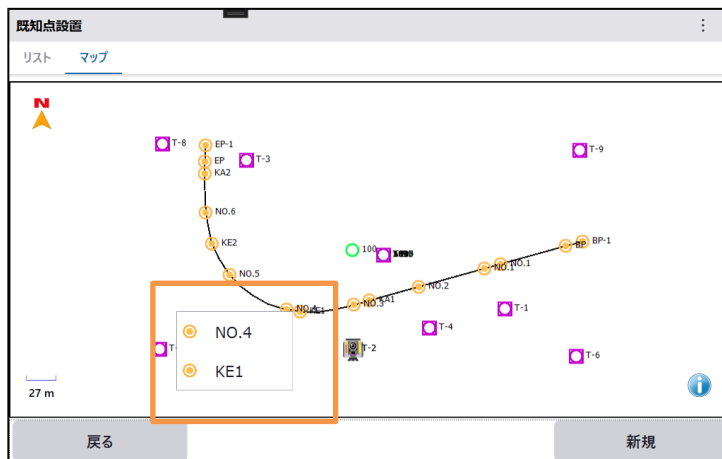 既知点設置
リスト マップ
N
T-8
EP-1
EP
T-3
KA2
T-9
NO.6
KE2
100
BP-1
BP
NO.1
NO.1
NO.5
NO.2
KA1
NO.3
NO.4
KE1
T-1
T-4
T-2
T-6
NO.4
KE1
27 m
戻る
新規